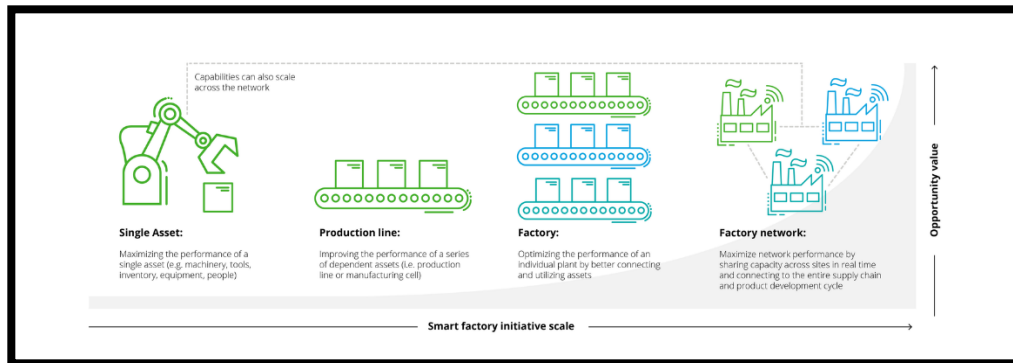 Capabilities can also scale
across the network
Single Asset:
Maximizing the performance of a
single asset (e.g. machinery, tools,
inventory, equipment, people)
Production line:
Improving the performance of a series
of dependent assets (i.e. production
line or manufacturing cell)
Factory:
Optimizing the performance of an
individual plant by better connecting
and utilizing assets
Factory network:
Maximize network performance by
sharing capacity across sites in real time
and connecting to the entire supply chain
and product development cycle
Opportunity value
Smart factory initiative scale